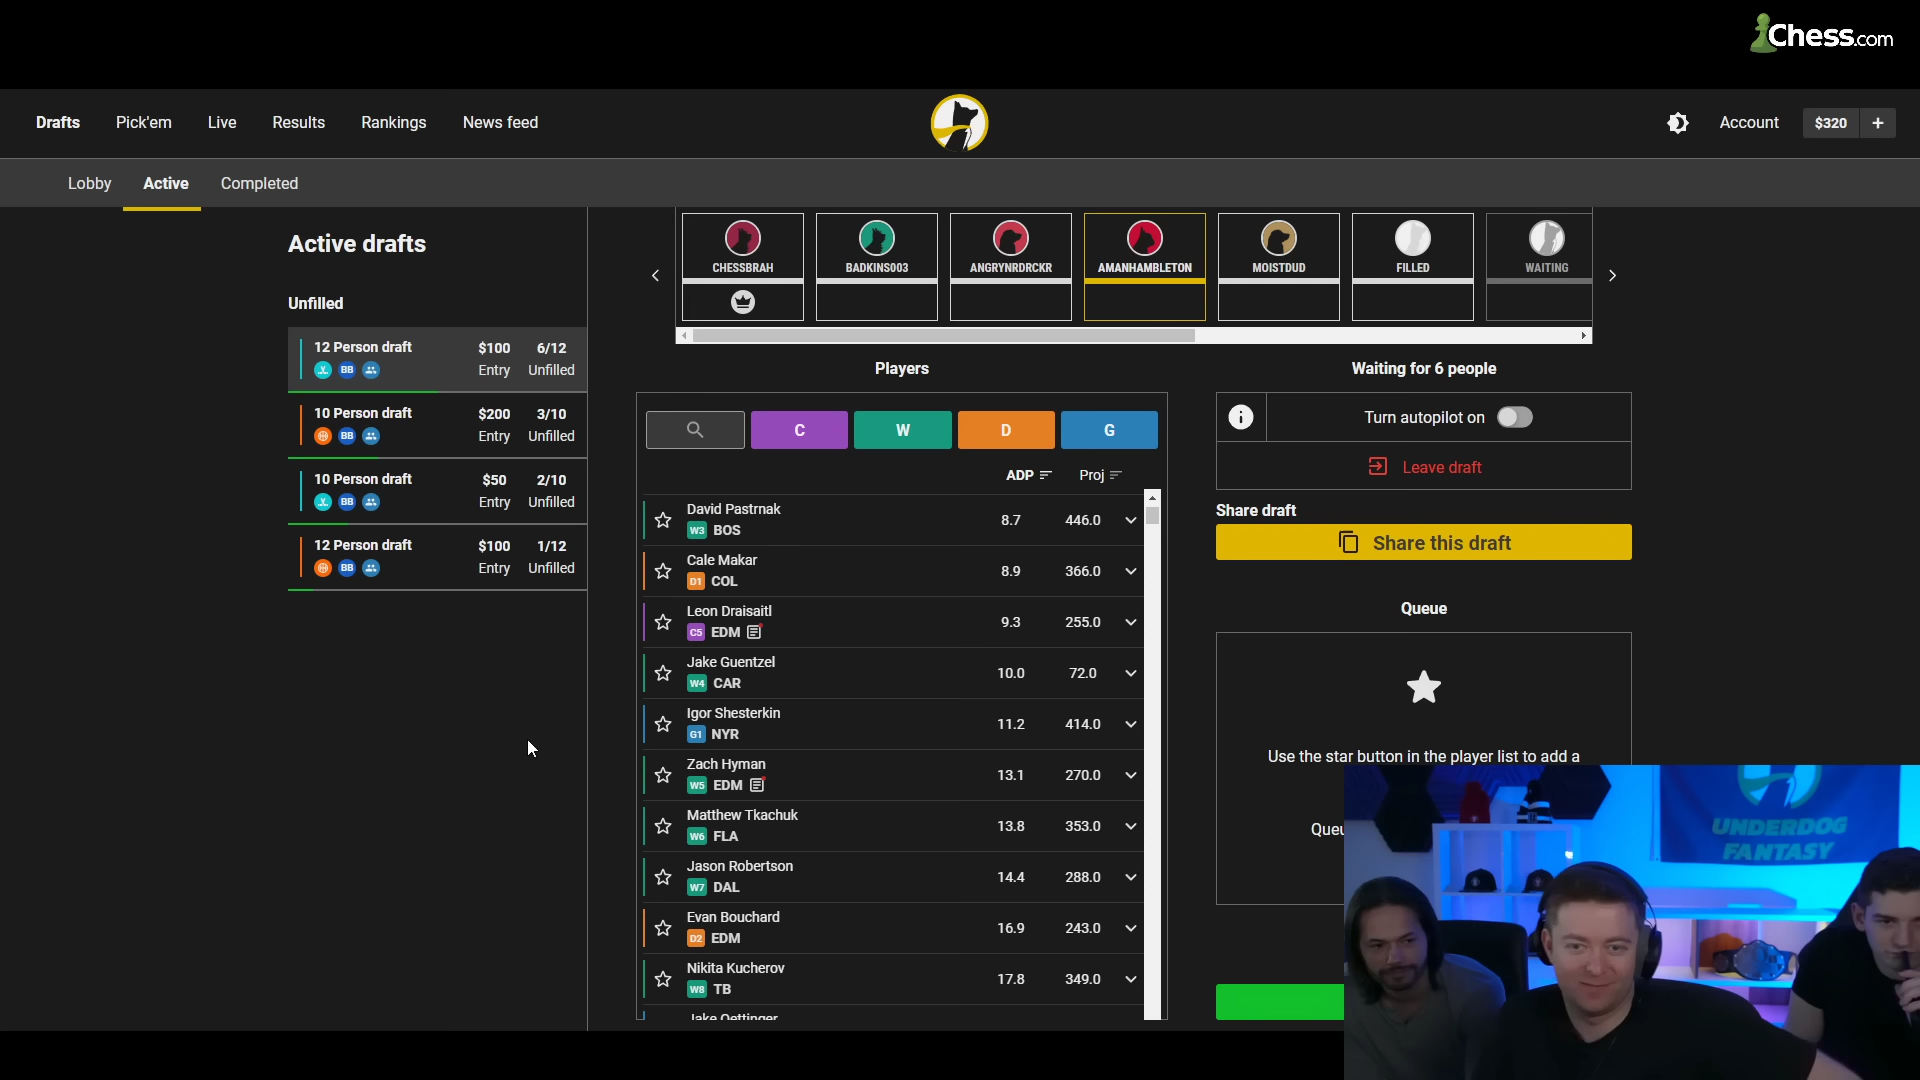 Chess.com
Drafts Pick'em Live Results Rankings News feed Account $320 +
Lobby Active Completed
Active drafts
Unfilled
12 Person draft $100 6/12
BB Entry Unfilled
10 Person draft $200 3/10
BB Entry Unfilled
10 Person draft $50 2/10
BB Entry Unfilled
12 Person draft $100 1/12
BB Entry Unfilled
CHESSBRAH BADKINS003 ANGRYNRDRCKR AMANHAMBLETON MOISTDUD FILLED WAITING
Players
C W D G
ADP Proj
David Pastrnak
W3 BOS 8.7 446.0
Cale Makar
D1 COL 8.9 366.0
Leon Draisaitl
C5 EDM 9.3 255.0
Jake Guentzel
W4 CAR 10.0 72.0
Igor Shesterkin
G1 NYR 11.2 414.0
Zach Hyman
W5 EDM 13.1 270.0
Matthew Tkachuk
W6 FLA 13.8 353.0
Jason Robertson
W7 DAL 14.4 288.0
Evan Bouchard
D2 EDM 16.9 243.0
Nikita Kucherov
W8 TB 17.8 349.0
Jake Oettinger
Waiting for 6 people
Turn autopilot on
Leave draft
Share draft
Share this draft
Queue
Use the star button in the player list to add a
UNDERDOG
FANTASY